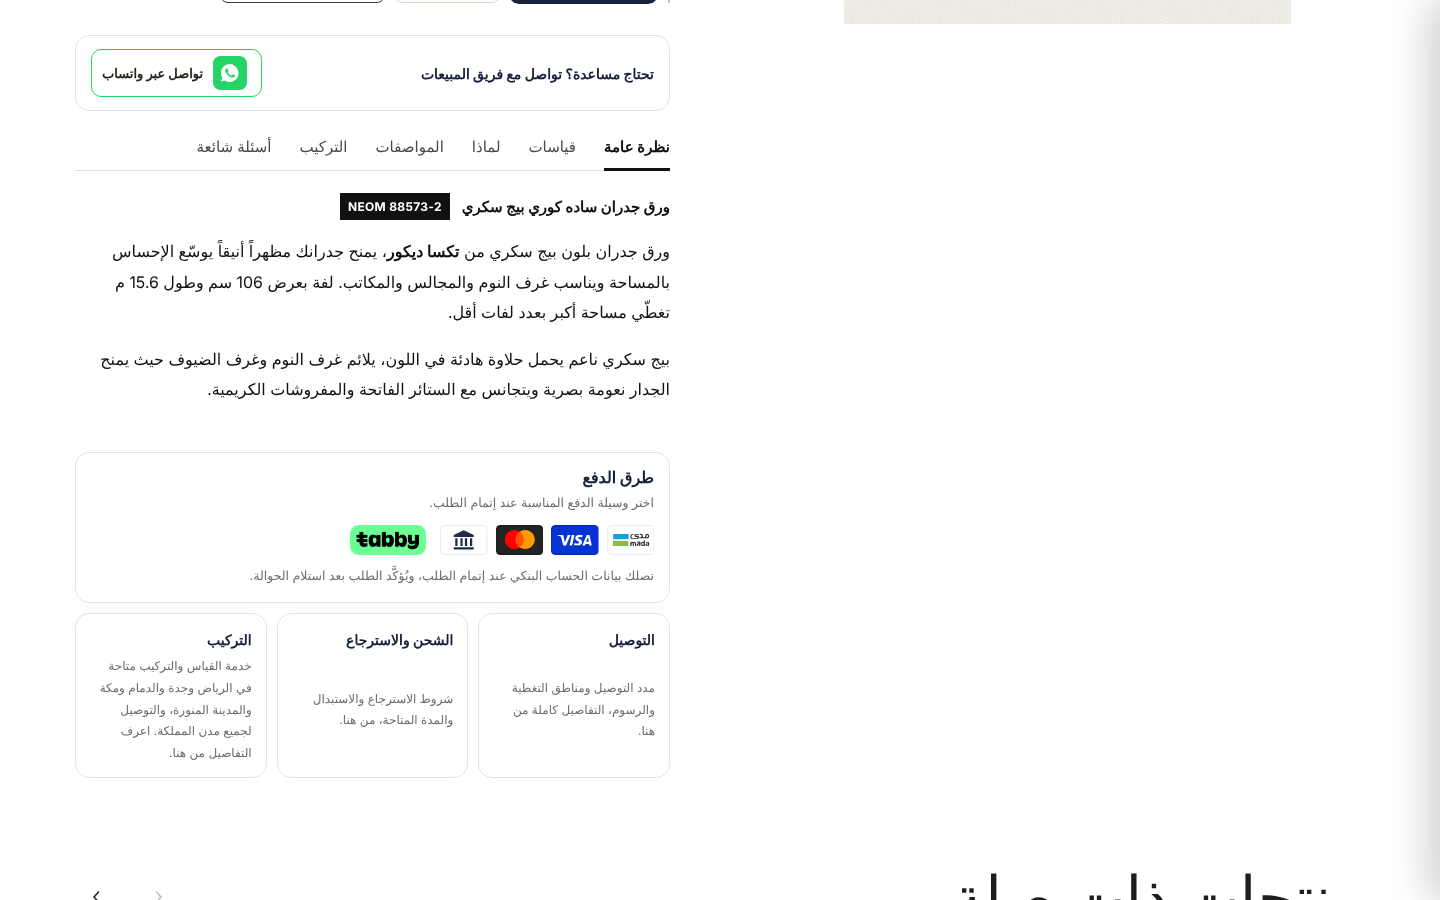 تحتاج مساعدة؟ تواصل مع فريق المبيعات
تواصل عبر واتساب
نظرة عامة
قياسات
لماذا
المواصفات
التركيب
أسئلة شائعة
ورق جدران ساده كوري بيج سكري NEOM 88573-2
ورق جدران بلون بيج سكري من تكسا ديكور، يمنح جدرانك مظهراً أنيقاً يوسّع الإحساس
بالمساحة ويناسب غرف النوم والمجالس والمكاتب. لفة بعرض 106 سم وطول 15.6 م
تغطّي مساحة أكبر بعدد لفات أقل.
بيج سكري ناعم يحمل حلاوة هادئة في اللون، يلائم غرف النوم وغرف الضيوف حيث يمنح
الجدار نعومة بصرية ويتجانس مع الستائر الفاتحة والمفروشات الكريمية.
طرق الدفع
اختر وسيلة الدفع المناسبة عند إتمام الطلب.
مدى mada
VISA
tabby
تصلك بيانات الحساب البنكي عند إتمام الطلب، ويُؤكَّد الطلب بعد استلام الحوالة.
التوصيل
مدد التوصيل ومناطق التغطية
والرسوم، التفاصيل كاملة من
هنا.
الشحن والاسترجاع
شروط الاسترجاع والاستبدال
والمدة المتاحة، من هنا.
التركيب
خدمة القياس والتركيب متاحة
في الرياض وجدة والدمام ومكة
والمدينة المنورة، والتوصيل
لجميع مدن المملكة. اعرف
التفاصيل من هنا.
منتجات ذات صلة